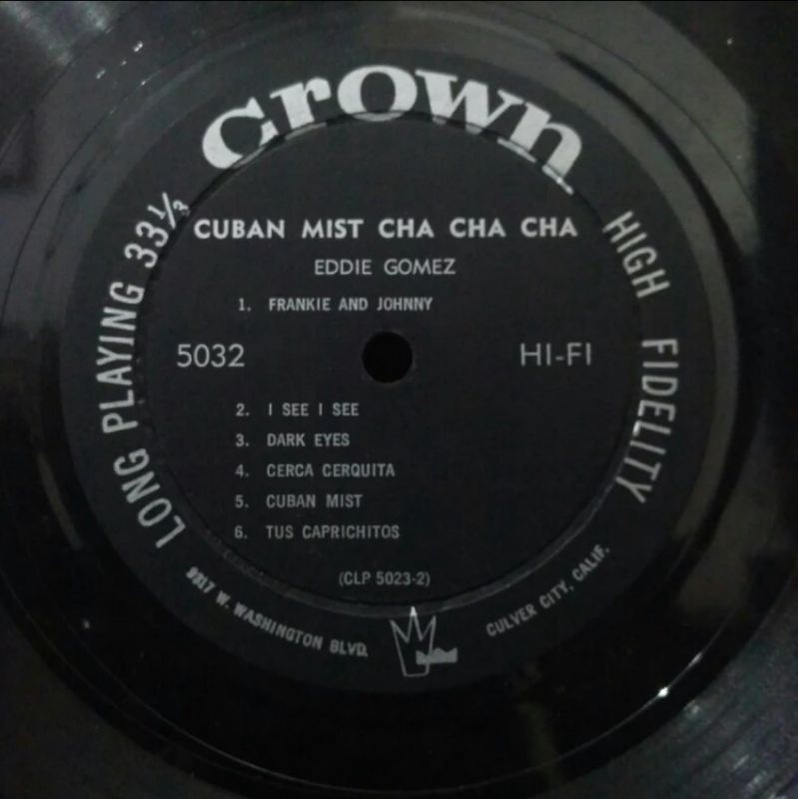 crown
LONG PLAYING 33⅓
HIGH FIDELITY
CUBAN MIST CHA CHA CHA
EDDIE GOMEZ
1. FRANKIE AND JOHNNY
5032
HI-FI
2. I SEE I SEE
3. DARK EYES
4. CERCA CERQUITA
5. CUBAN MIST
6. TUS CAPRICHITOS
(CLP 5023-2)
9317 W. WASHINGTON BLVD.
CULVER CITY, CALIF.